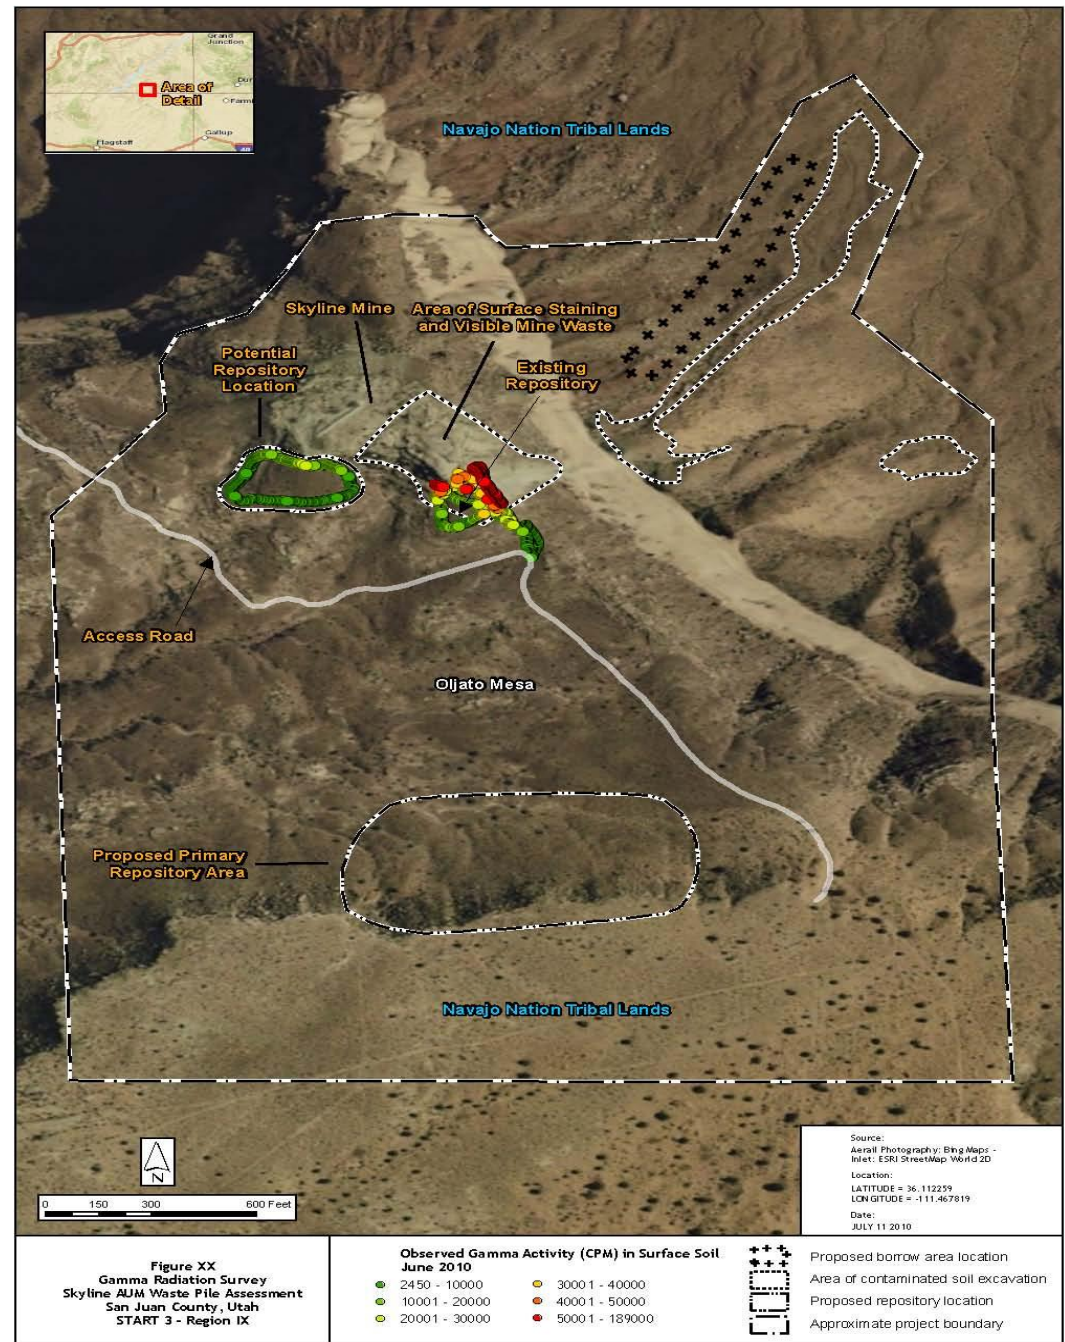 Grand
Junction
Area of
Detail
Dur
Farmi
Flagstaff
Gallup
40
Navajo Nation Tribal Lands
Skyline Mine
Area of Surface Staining
and Visible Mine Waste
Potential
Repository
Location
Existing
Repository
Access Road
Oljato Mesa
Proposed Primary
Repository Area
Navajo Nation Tribal Lands
N
0 150 300 600 Feet
Source:
Aerail Photography: Bing Maps -
Inlet: ESRI StreetMap World 2D
Location:
LATITUDE = 36.112259
LONGITUDE = -111.467819
Date:
JULY 11 2010
Figure XX
Gamma Radiation Survey
Skyline AUM Waste Pile Assessment
San Juan County, Utah
START 3 - Region IX
Observed Gamma Activity (CPM) in Surface Soil
June 2010
2450 - 10000
10001 - 20000
20001 - 30000
30001 - 40000
40001 - 50000
50001 - 189000
Proposed borrow area location
Area of contaminated soil excavation
Proposed repository location
Approximate project boundary